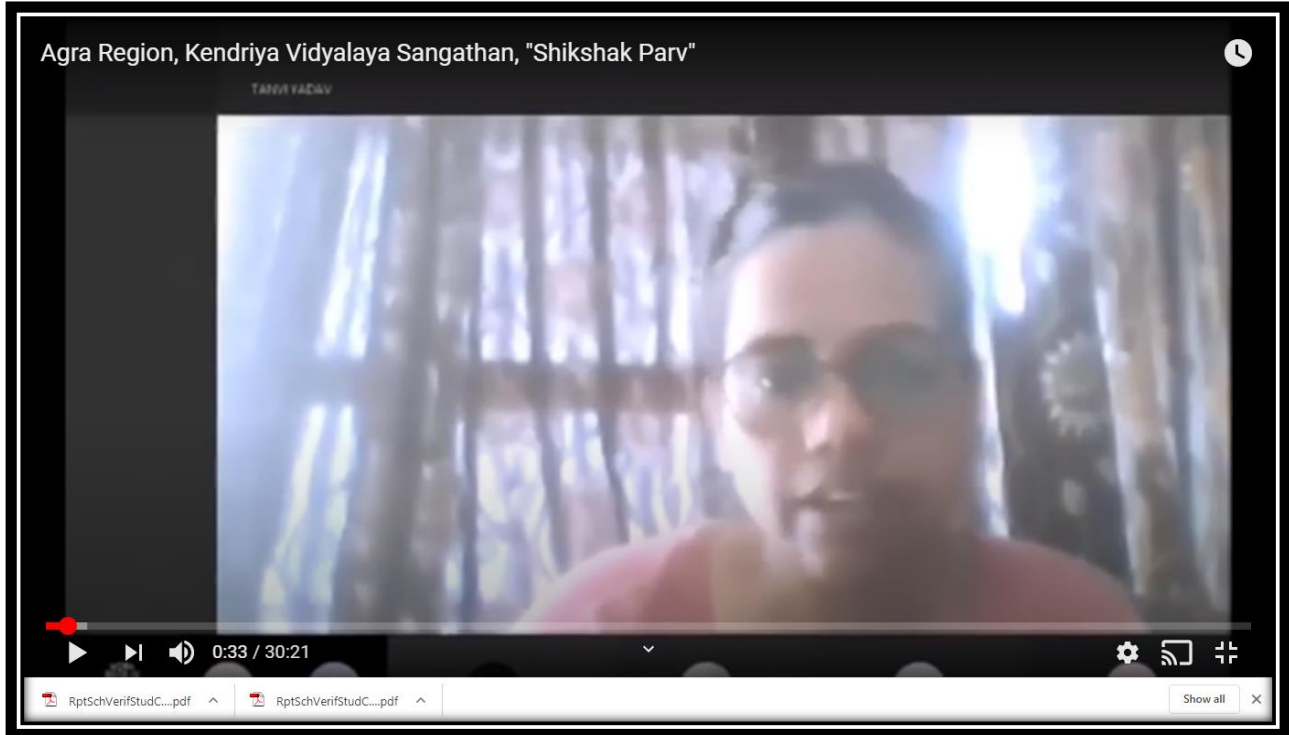 Agra Region, Kendriya Vidyalaya Sangathan, "Shikshak Parv"
TANVI YADAV
0:33 / 30:21
RptSchVerifStudC....pdf RptSchVerifStudC....pdf Show all